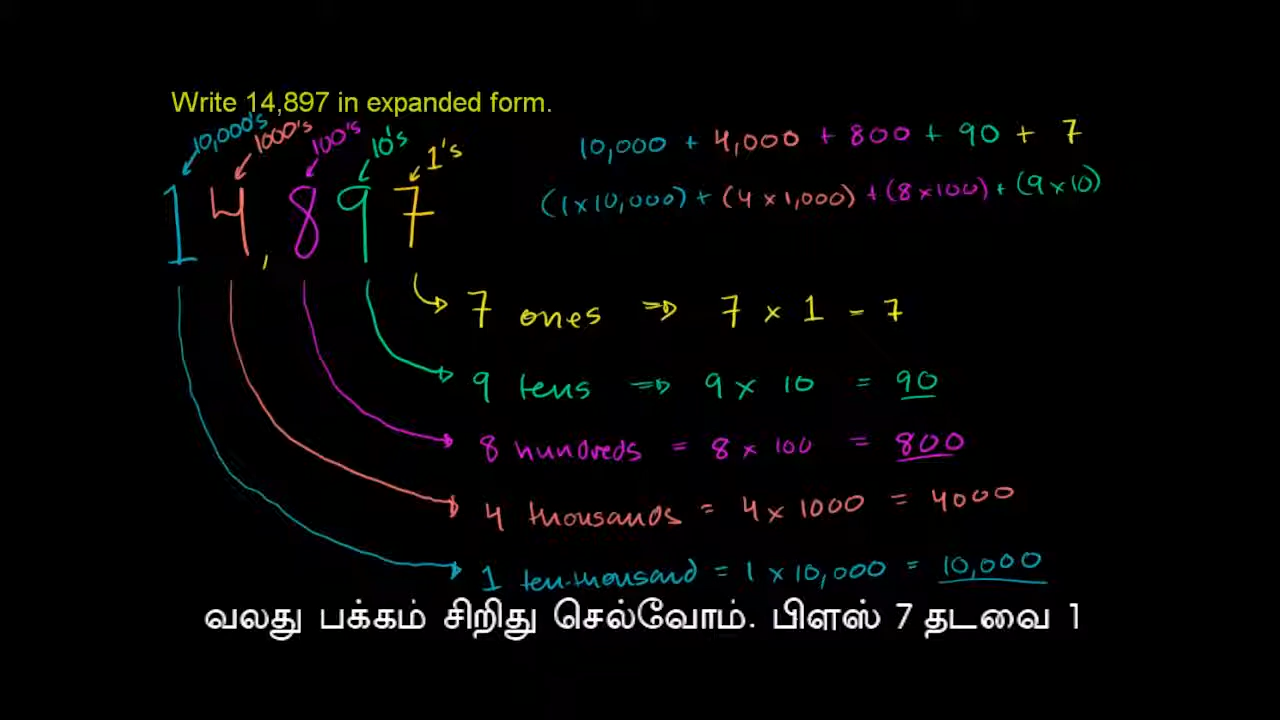 Write 14,897 in expanded form.
10,000's 1000's 100's 10's 1's
10,000 + 4,000 + 800 + 90 + 7
(1×10,000) + (4×1,000) + (8×100) + (9×10)
14,897
7 ones ⇒ 7 × 1 = 7
9 tens ⇒ 9 × 10 = 90
8 hundreds = 8 × 100 = 800
4 thousands = 4 × 1000 = 4000
1 ten-thousand = 1 × 10,000 = 10,000
வலது பக்கம் சிறிது செல்வோம். பிளஸ் 7 தடவை 1